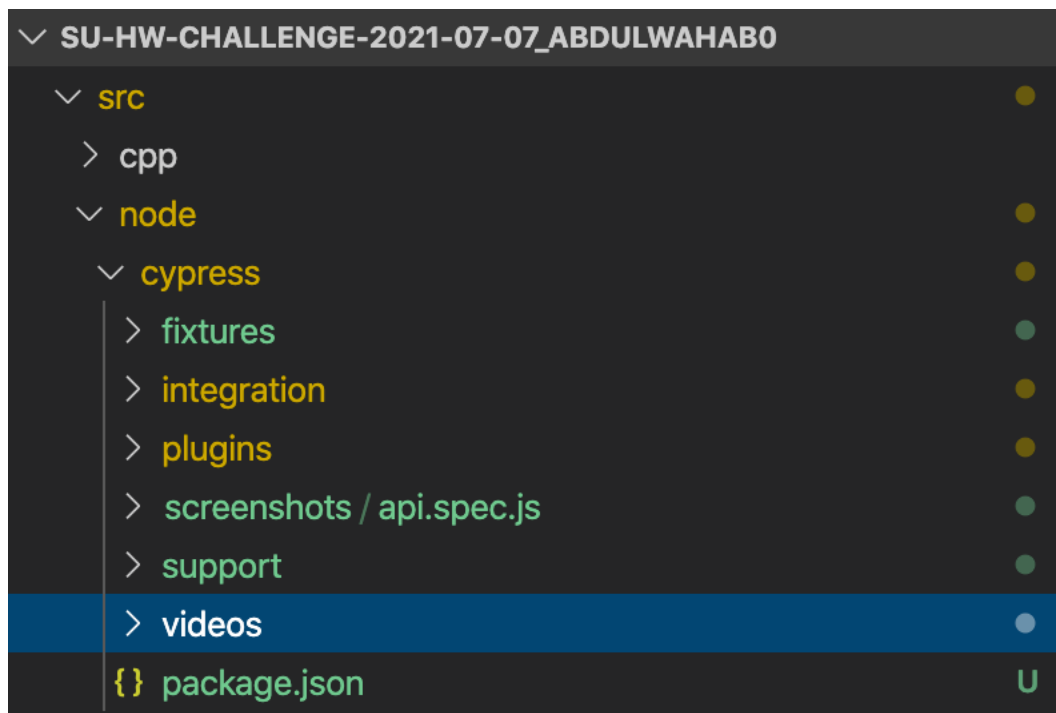 SU-HW-CHALLENGE-2021-07-07_ABDULWAHAB0
src
cpp
node
cypress
fixtures
integration
plugins
screenshots / api.spec.js
support
videos
{} package.json U